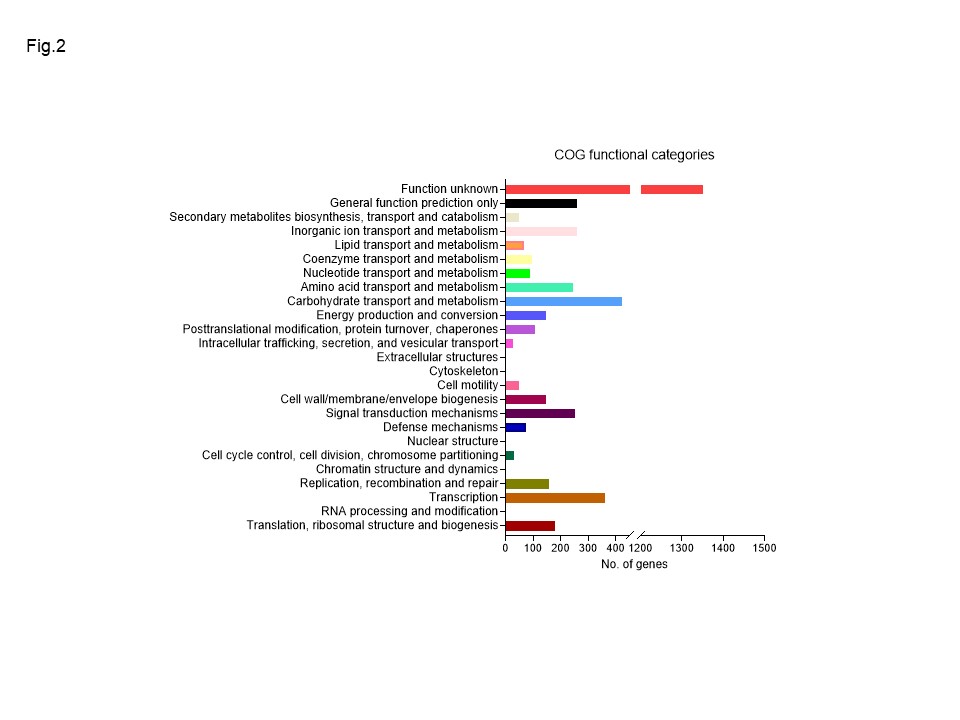 Fig.2
COG functional categories
Function unknown
General function prediction only
Secondary metabolites biosynthesis, transport and catabolism
Inorganic ion transport and metabolism
Lipid transport and metabolism
Coenzyme transport and metabolism
Nucleotide transport and metabolism
Amino acid transport and metabolism
Carbohydrate transport and metabolism
Energy production and conversion
Posttranslational modification, protein turnover, chaperones
Intracellular trafficking, secretion, and vesicular transport
Extracellular structures
Cytoskeleton
Cell motility
Cell wall/membrane/envelope biogenesis
Signal transduction mechanisms
Defense mechanisms
Nuclear structure
Cell cycle control, cell division, chromosome partitioning
Chromatin structure and dynamics
Replication, recombination and repair
Transcription
RNA processing and modification
Translation, ribosomal structure and biogenesis
0 100 200 300 400 1200 1300 1400 1500
No. of genes